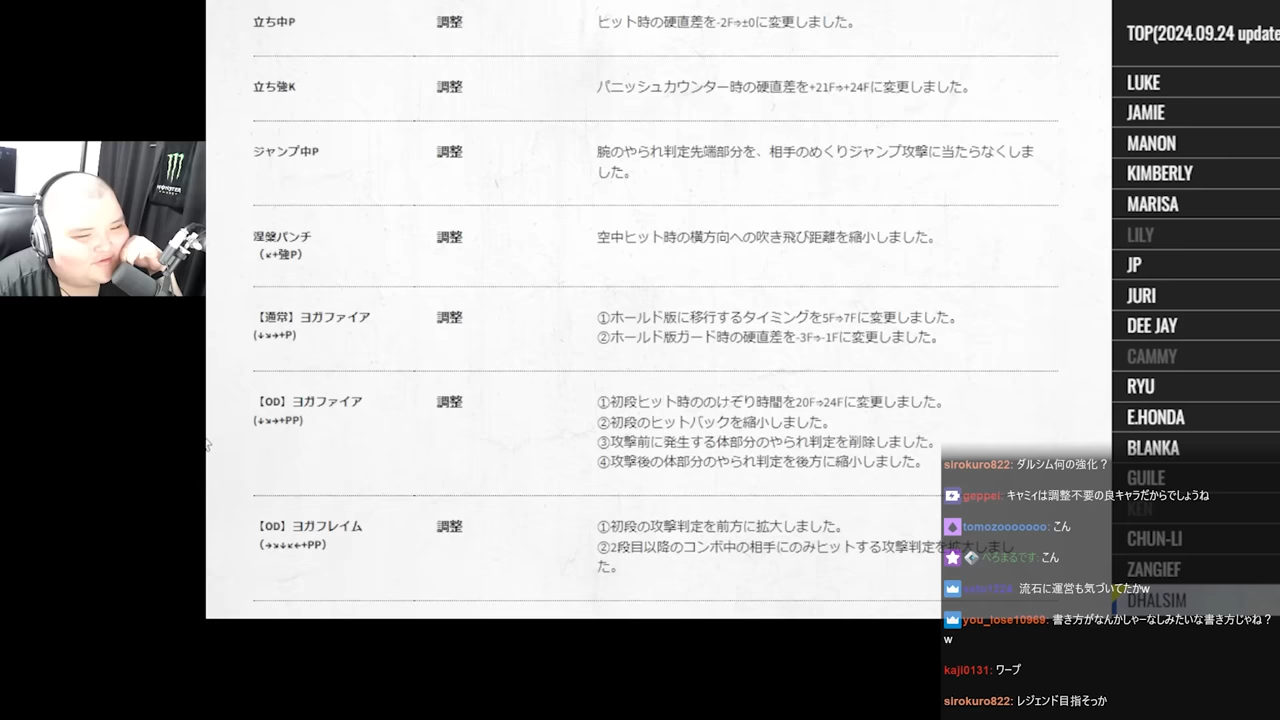 立ち中P
調整
ヒット時の硬直差を-2F⇒±0に変更しました。
立ち強K
調整
パニッシュカウンター時の硬直差を+21F⇒+24Fに変更しました。
ジャンプ中P
調整
腕のやられ判定先端部分を、相手のめくりジャンプ攻撃に当たらなくしま
した。
涅槃パンチ
(↙+強P)
調整
空中ヒット時の横方向への吹き飛び距離を縮小しました。
【通常】ヨガファイア
(↓↘→+P)
調整
①ホールド版に移行するタイミングを5F⇒7Fに変更しました。
②ホールド版ガード時の硬直差を-3F⇒-1Fに変更しました。
【OD】ヨガファイア
(↓↘→+PP)
調整
①初段ヒット時ののけぞり時間を20F⇒24Fに変更しました。
②初段のヒットバックを縮小しました。
③攻撃前に発生する体部分のやられ判定を削除しました。
④攻撃後の体部分のやられ判定を後方に縮小しました。
【OD】ヨガフレイム
(→↘↓↙←+PP)
調整
①初段の攻撃判定を前方に拡大しました。
②2段目以降のコンボ中の相手にのみヒットする攻撃判定を拡大しまし
た。
TOP(2024.09.24 update
LUKE
JAMIE
MANON
KIMBERLY
MARISA
LILY
JP
JURI
DEE JAY
CAMMY
RYU
E.HONDA
BLANKA
GUILE
KEN
CHUN-LI
ZANGIEF
DHALSIM
sirokuro822: ダルシム何の強化？
geppei: キャミィは調整不要の良キャラだからでしょうね
tomozooooooo: こん
ぺろまるです: こん
流石に運営も気づいてたかw
you_lose10969: 書き方がなんかしゃーなしみたいな書き方じゃね？
w
kaji0131: ワープ
sirokuro822: レジェンド目指そっか
MONSTER